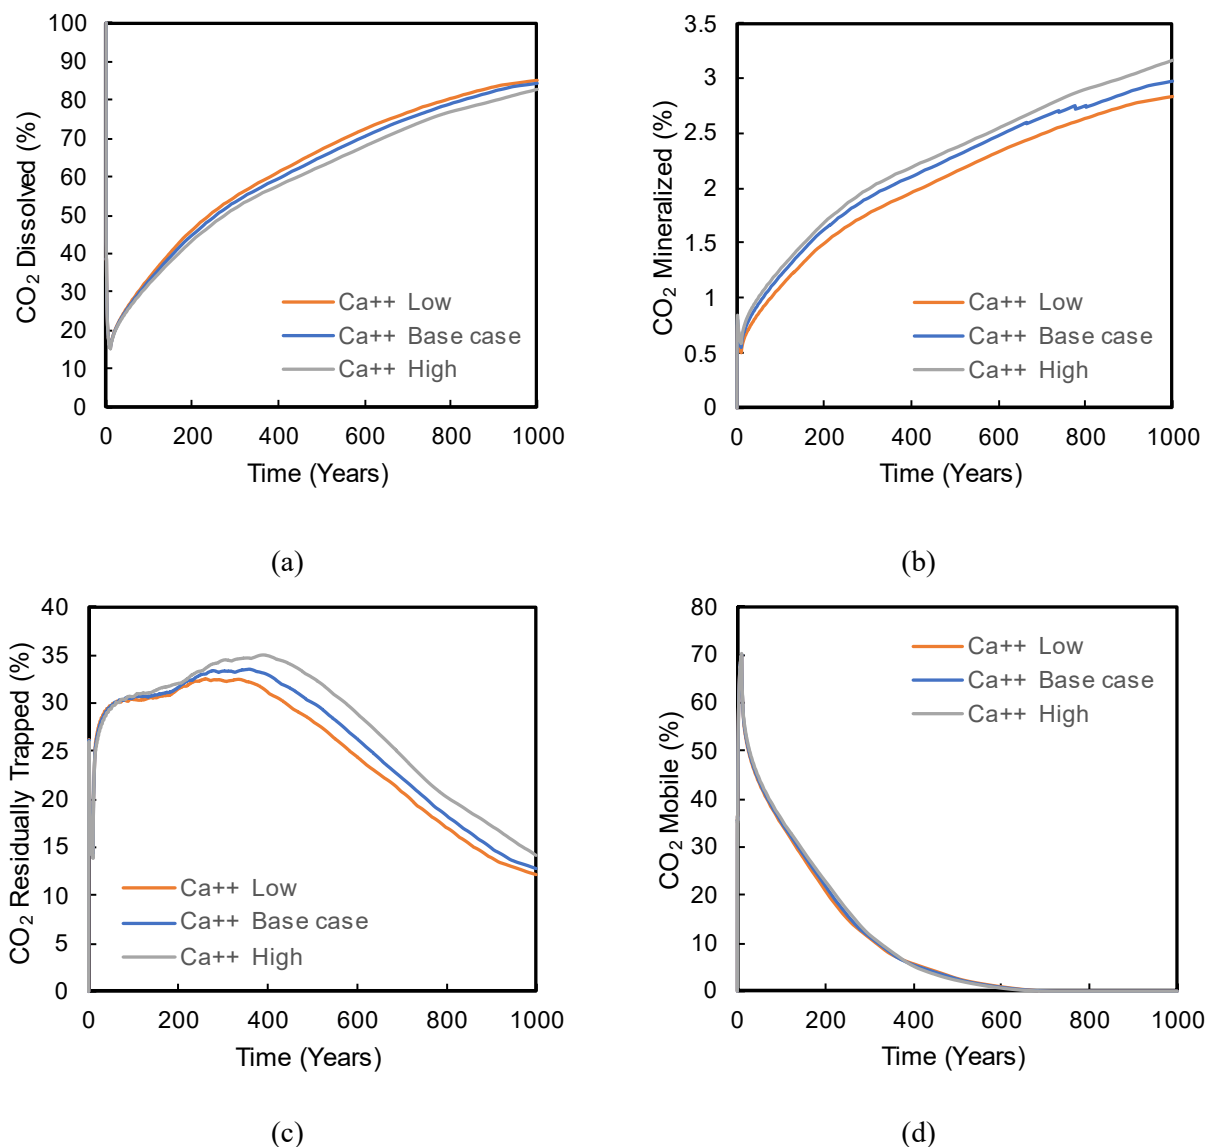 CO2 Dissolved (%)
100
90
80
70
60
50
40
30
20
10
0
Ca++ Low
Ca++ Base case
Ca++ High
0 200 400 600 800 1000
Time (Years)
(a)
CO2 Mineralized (%)
3.5
3
2.5
2
1.5
1
0.5
0
Ca++ Low
Ca++ Base case
Ca++ High
0 200 400 600 800 1000
Time (Years)
(b)
CO2 Residually Trapped (%)
40
35
30
25
20
15
10
5
0
Ca++ Low
Ca++ Base case
Ca++ High
0 200 400 600 800 1000
Time (Years)
(c)
CO2 Mobile (%)
80
70
60
50
40
30
20
10
0
Ca++ Low
Ca++ Base case
Ca++ High
0 200 400 600 800 1000
Time (Years)
(d)